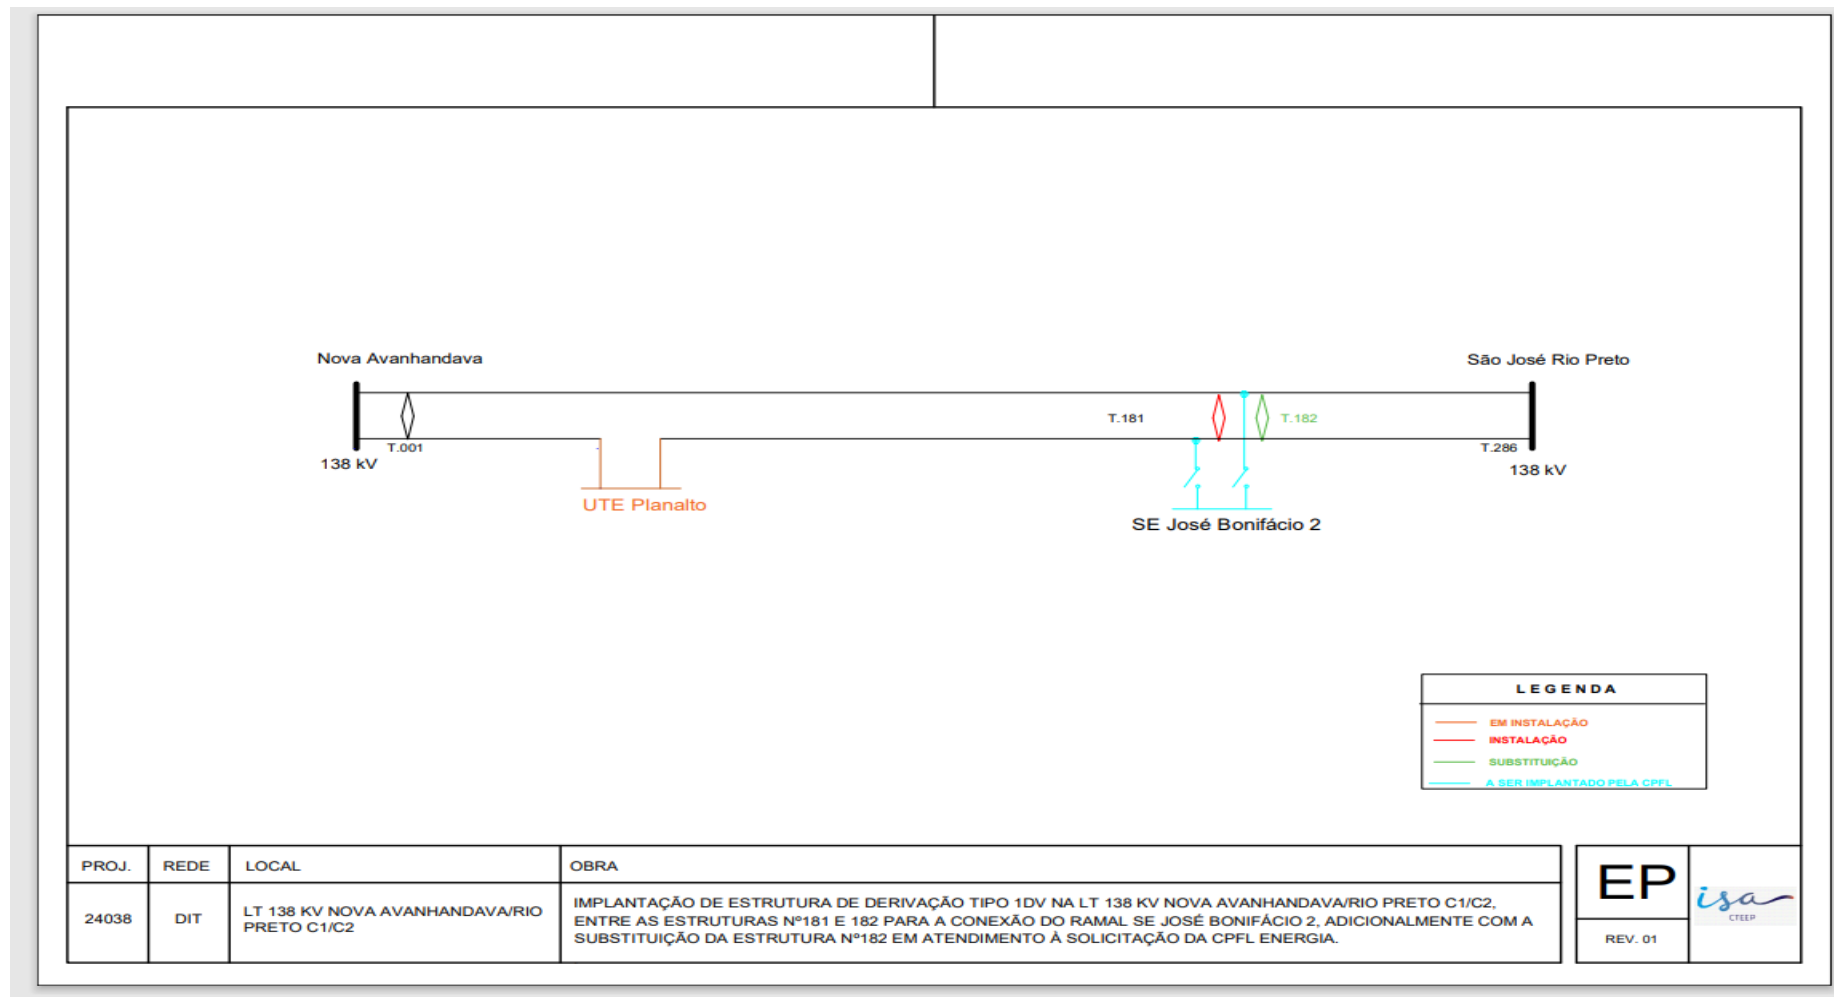 Nova Avanhandava
São José Rio Preto
T.181
T.182
T.001
T.286
138 kV
138 kV
UTE Planalto
SE José Bonifácio 2
LEGENDA
EM INSTALAÇÃO
INSTALAÇÃO
SUBSTITUIÇÃO
A SER IMPLANTADO PELA CPFL
PROJ.
REDE
LOCAL
OBRA
24038
DIT
LT 138 KV NOVA AVANHANDAVA/RIO
PRETO C1/C2
IMPLANTAÇÃO DE ESTRUTURA DE DERIVAÇÃO TIPO 1DV NA LT 138 KV NOVA AVANHANDAVA/RIO PRETO C1/C2,
ENTRE AS ESTRUTURAS Nº181 E 182 PARA A CONEXÃO DO RAMAL SE JOSÉ BONIFÁCIO 2, ADICIONALMENTE COM A
SUBSTITUIÇÃO DA ESTRUTURA Nº182 EM ATENDIMENTO À SOLICITAÇÃO DA CPFL ENERGIA.
EP
REV. 01
isa
CTEEP